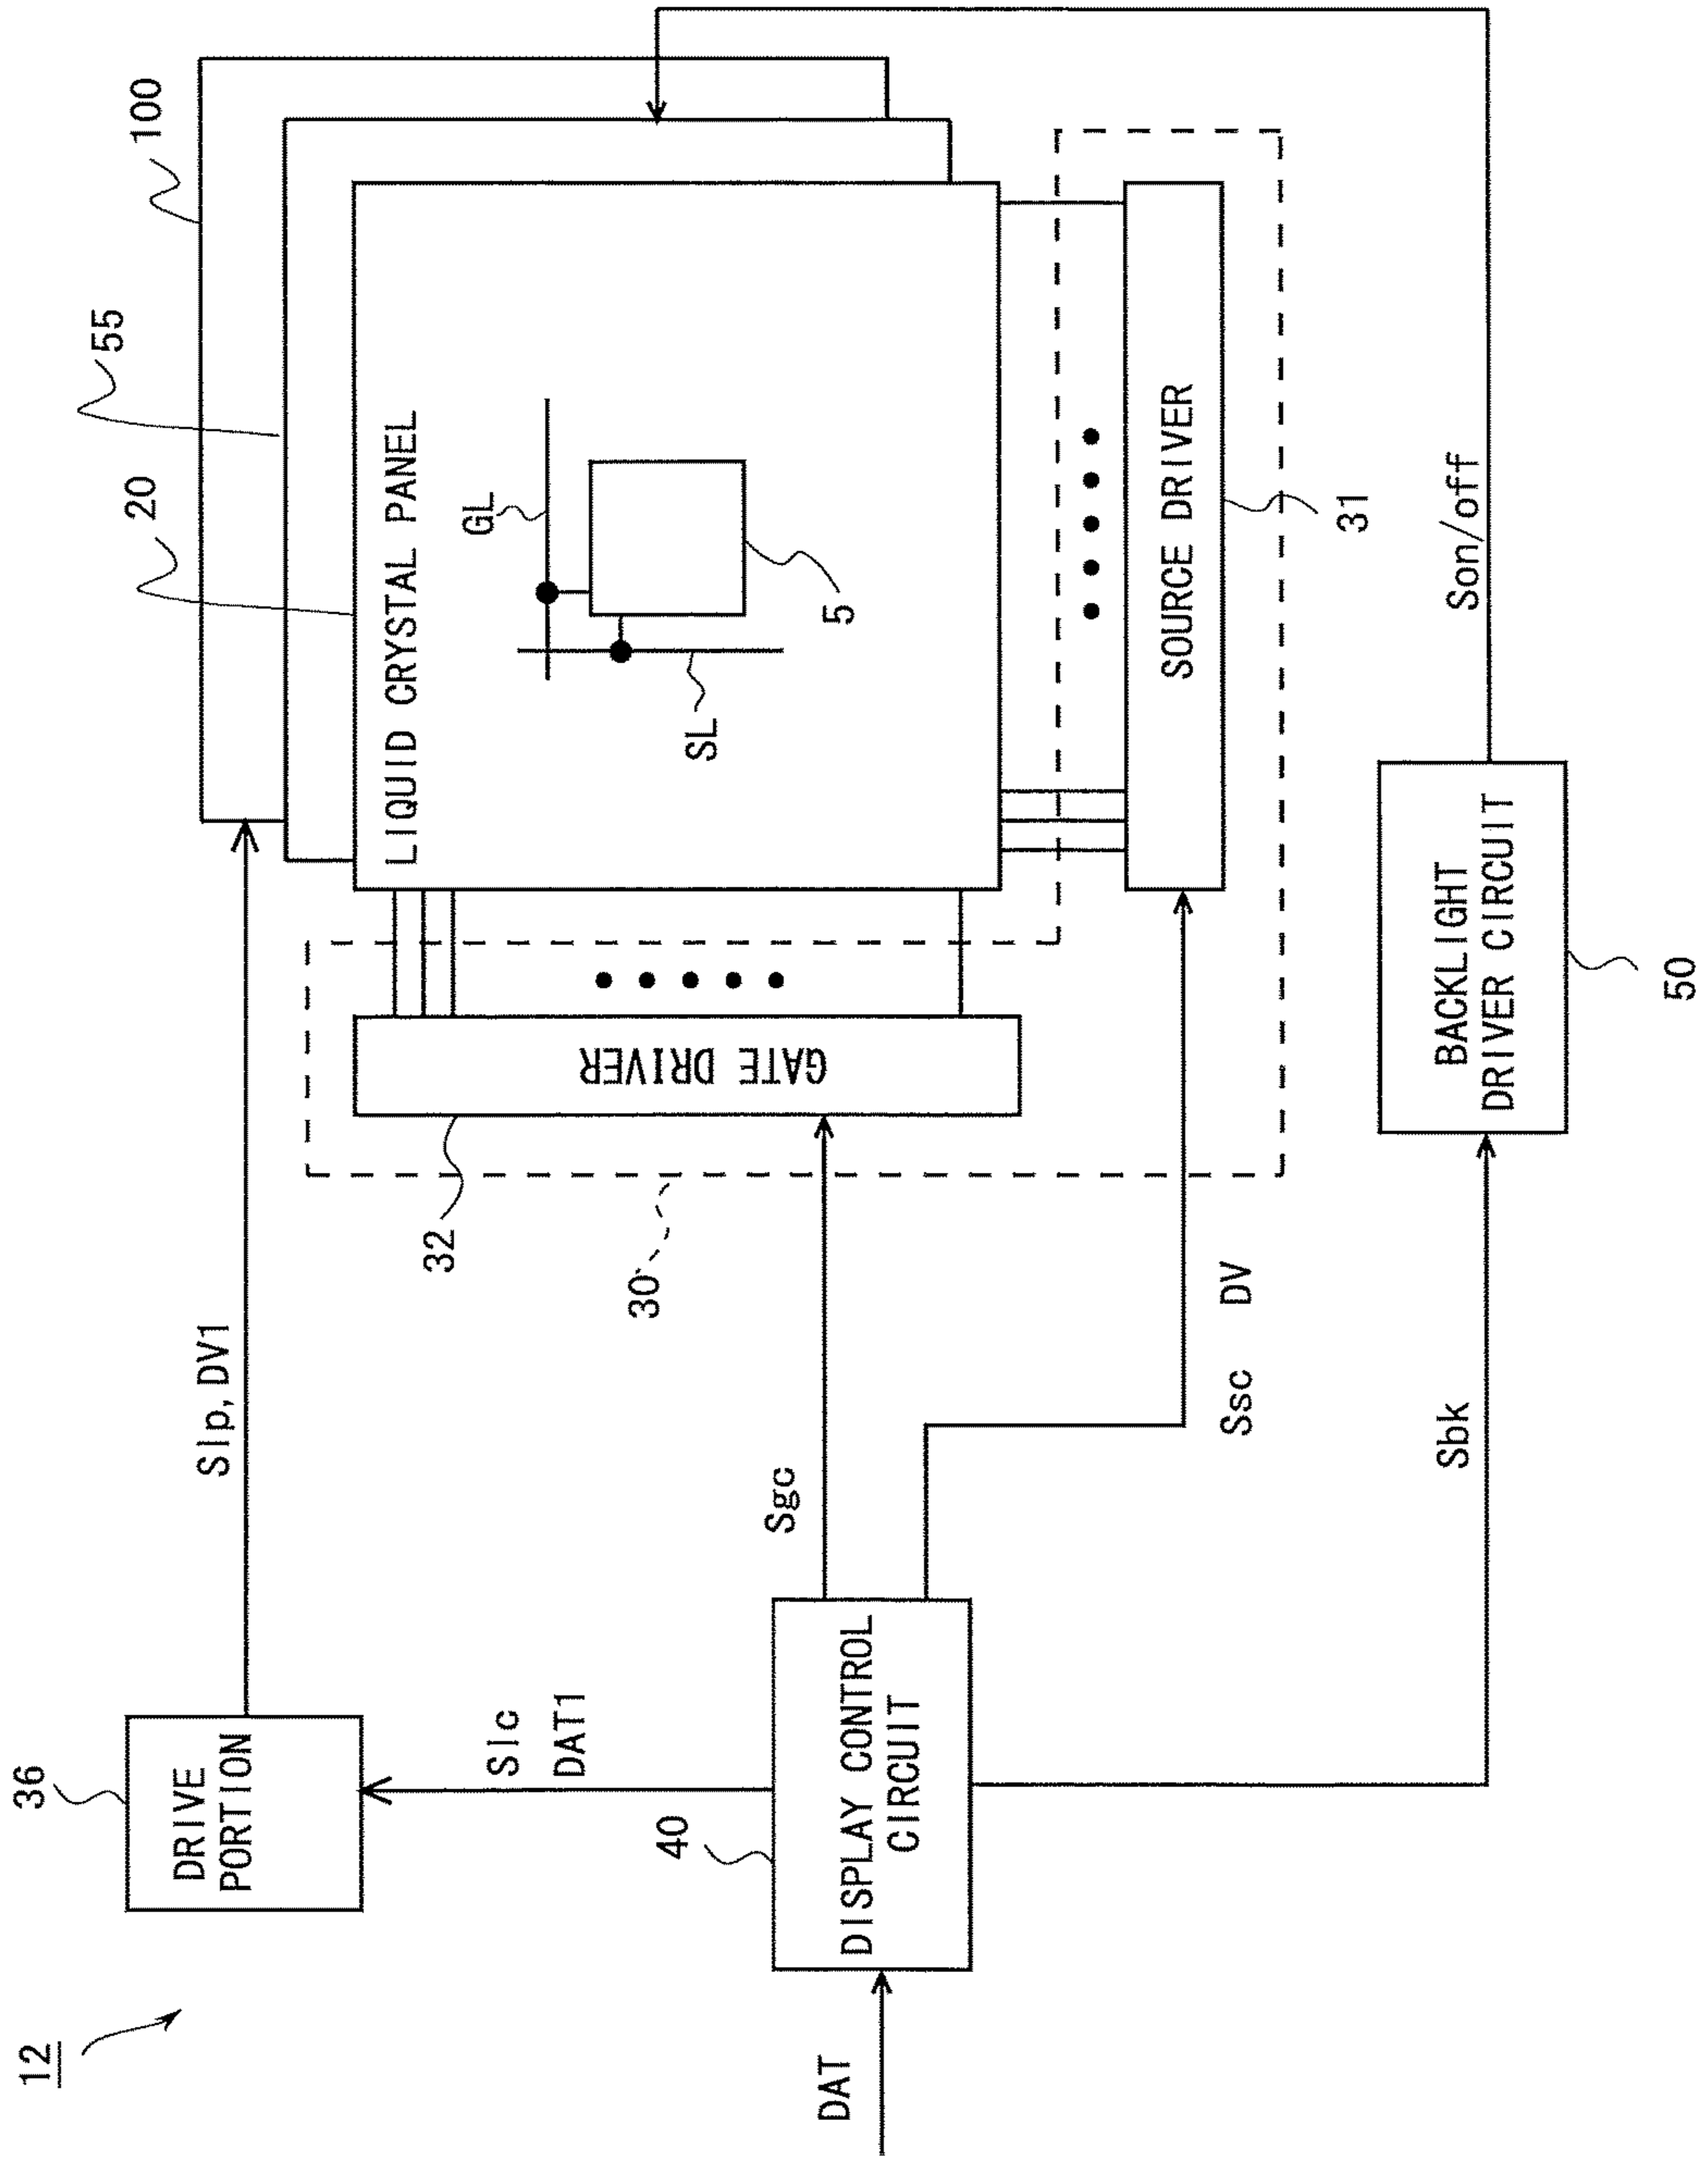 12
36
DRIVE
PORTION
Slp, DV1
100
55
20
LIQUID CRYSTAL PANEL
GL
SL
5
Slc
DAT1
32
GATE DRIVER
30
Sgc
40
DISPLAY CONTROL
CIRCUIT
DAT
Ssc DV
SOURCE DRIVER
31
Sbk
BACKLIGHT
DRIVER CIRCUIT
50
Son/off